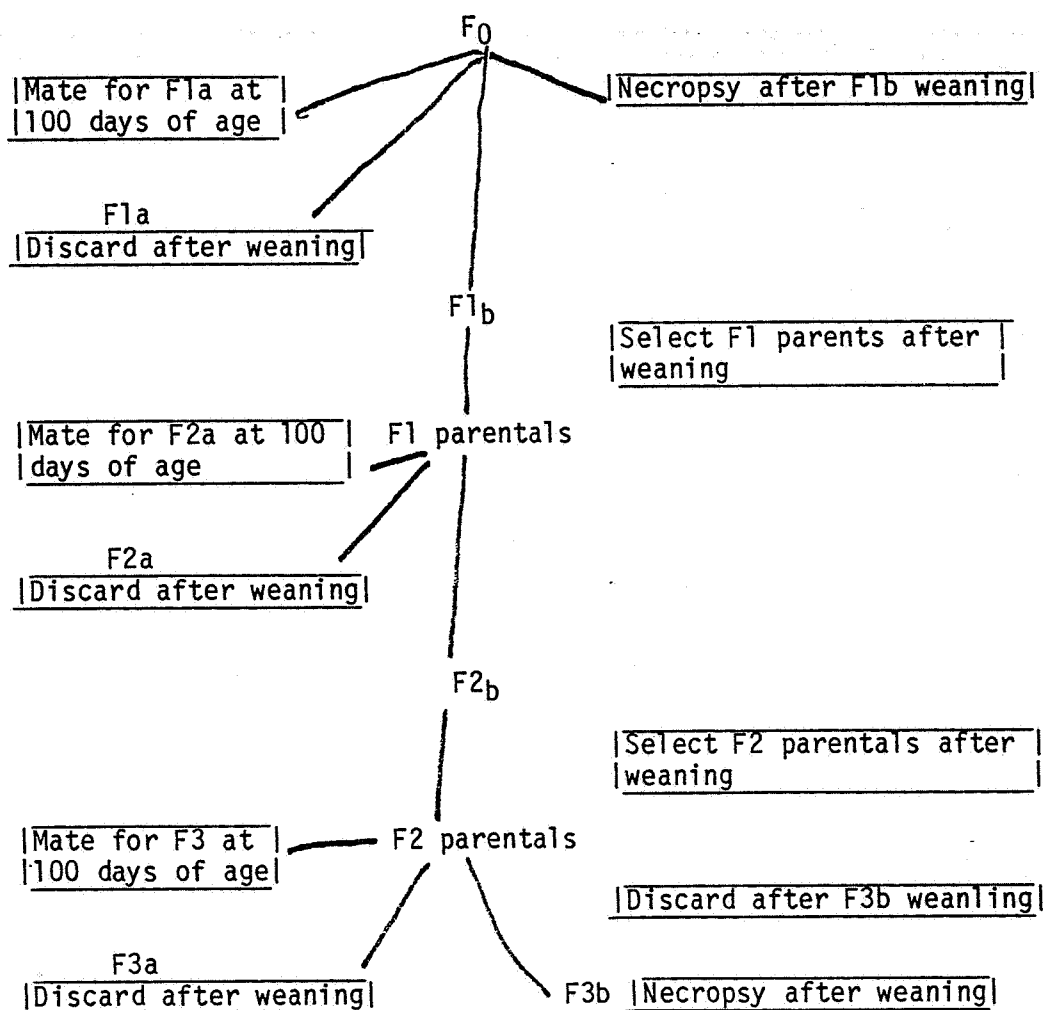 F0
Mate for F1a at
100 days of age
Necropsy after F1b weaning
F1a
Discard after weaning
F1b
Select F1 parents after
weaning
Mate for F2a at 100
days of age
F1 parentals
F2a
Discard after weaning
F2b
Select F2 parentals after
weaning
Mate for F3 at
100 days of age
F2 parentals
Discard after F3b weanling
F3a
Discard after weaning
F3b
Necropsy after weaning